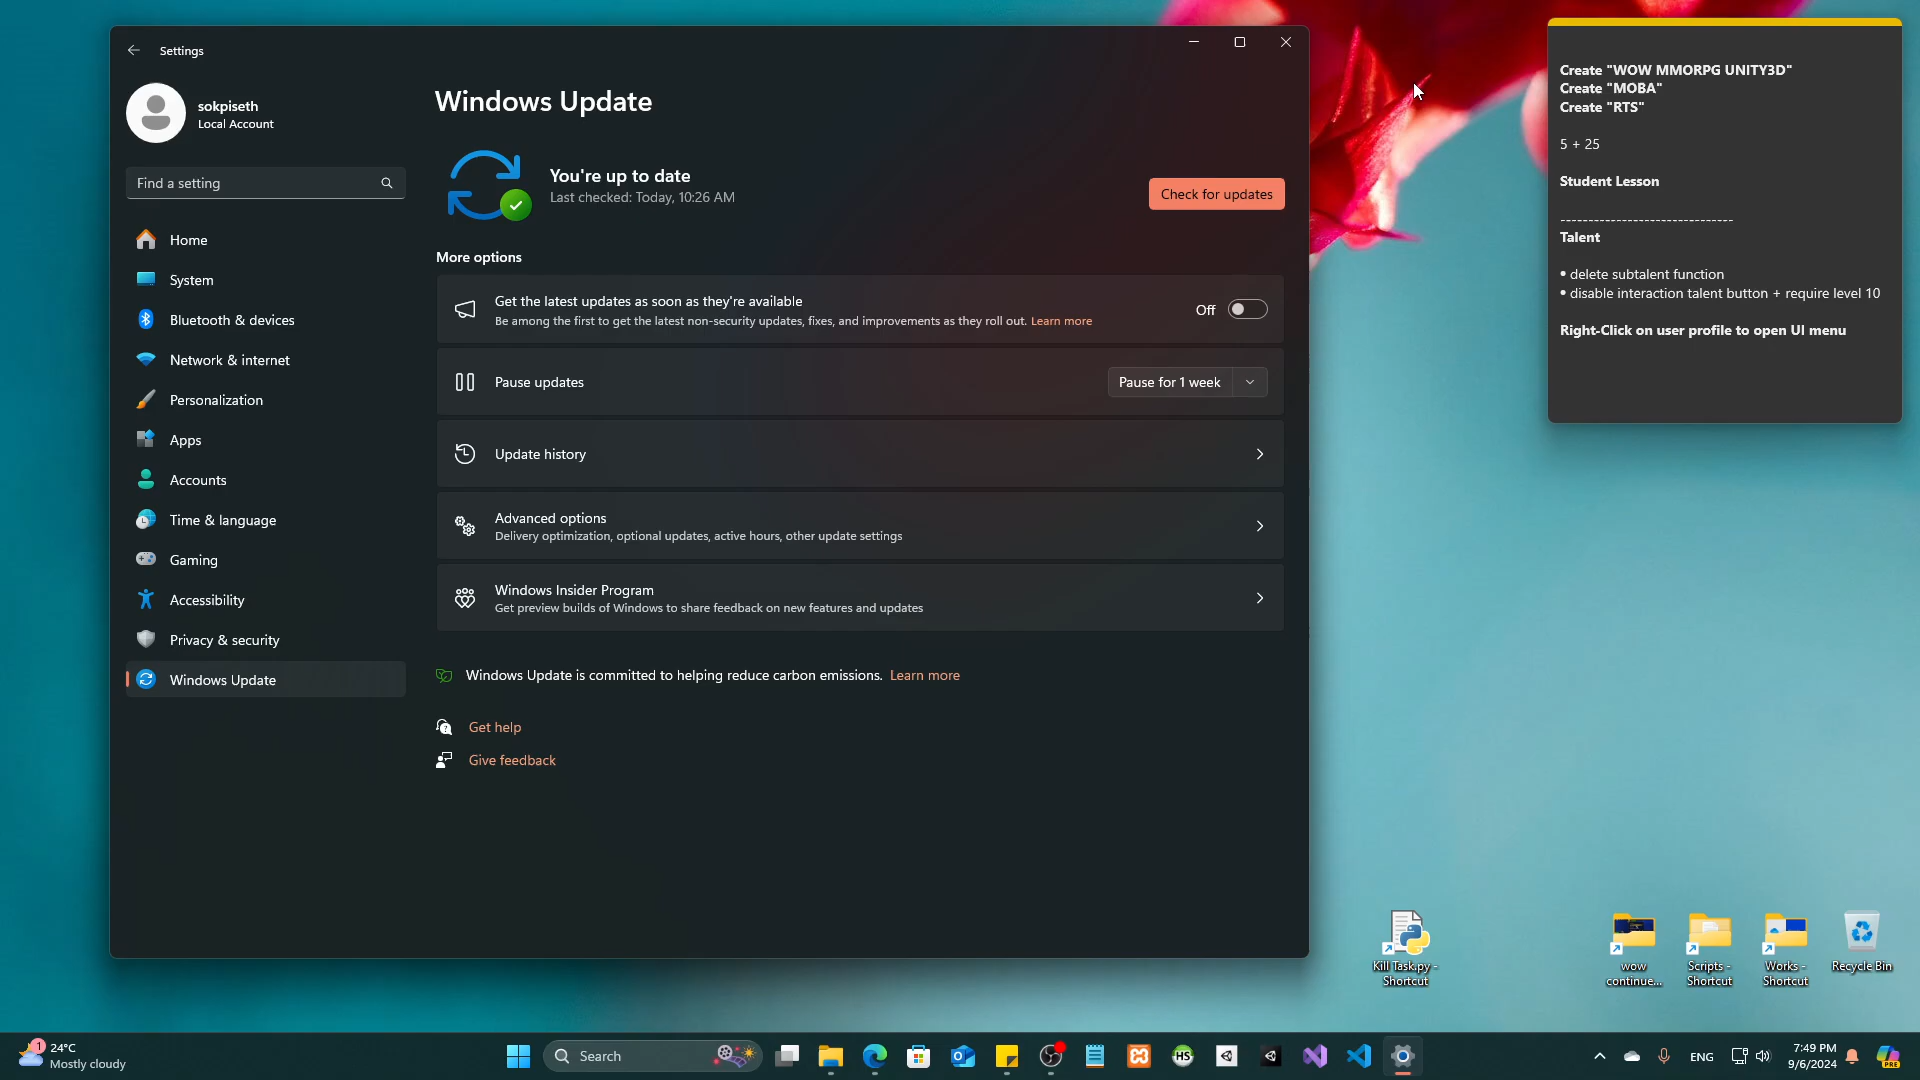 Settings
sokpiseth
Local Account
Find a setting
Home
System
Bluetooth & devices
Network & internet
Personalization
Apps
Accounts
Time & language
Gaming
Accessibility
Privacy & security
Windows Update
Windows Update
You're up to date
Last checked: Today, 10:26 AM
Check for updates
More options
Get the latest updates as soon as they're available
Be among the first to get the latest non-security updates, fixes, and improvements as they roll out. Learn more
Off
Pause updates
Pause for 1 week
Update history
Advanced options
Delivery optimization, optional updates, active hours, other update settings
Windows Insider Program
Get preview builds of Windows to share feedback on new features and updates
Windows Update is committed to helping reduce carbon emissions. Learn more
Get help
Give feedback
Create "WOW MMORPG UNITY3D"
Create "MOBA"
Create "RTS"
5 + 25
Student Lesson
-------------------------------
Talent
• delete subtalent function
• disable interaction talent button + require level 10
Right-Click on user profile to open UI menu
Kill Task.py -
Shortcut
wow
continue...
Scripts -
Shortcut
Works -
Shortcut
Recycle Bin
1
24°C
Mostly cloudy
Search
HS
ENG
7:49 PM
9/6/2024
PRE